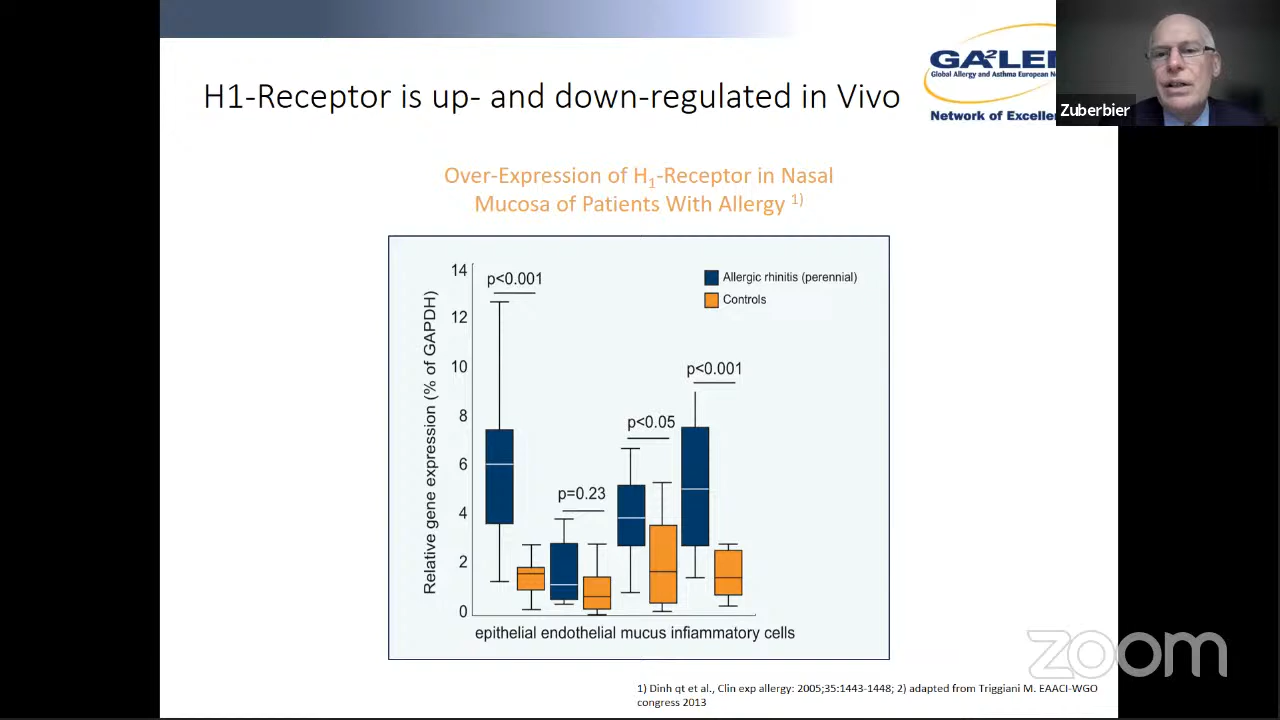 H1-Receptor is up- and down-regulated in Vivo
GA²LE
Global Allergy and Asthma European
Network of Excelle
Zuberbier
Over-Expression of H1-Receptor in Nasal
Mucosa of Patients With Allergy 1)
Relative gene expression (% of GAPDH)
14
12
10
8
6
4
2
0
p<0.001
p=0.23
p<0.05
p<0.001
Allergic rhinitis (perennial)
Controls
epithelial endothelial mucus infiammatory cells
zoom
1) Dinh qt et al., Clin exp allergy: 2005;35:1443-1448; 2) adapted from Triggiani M. EAACI-WGO
congress 2013